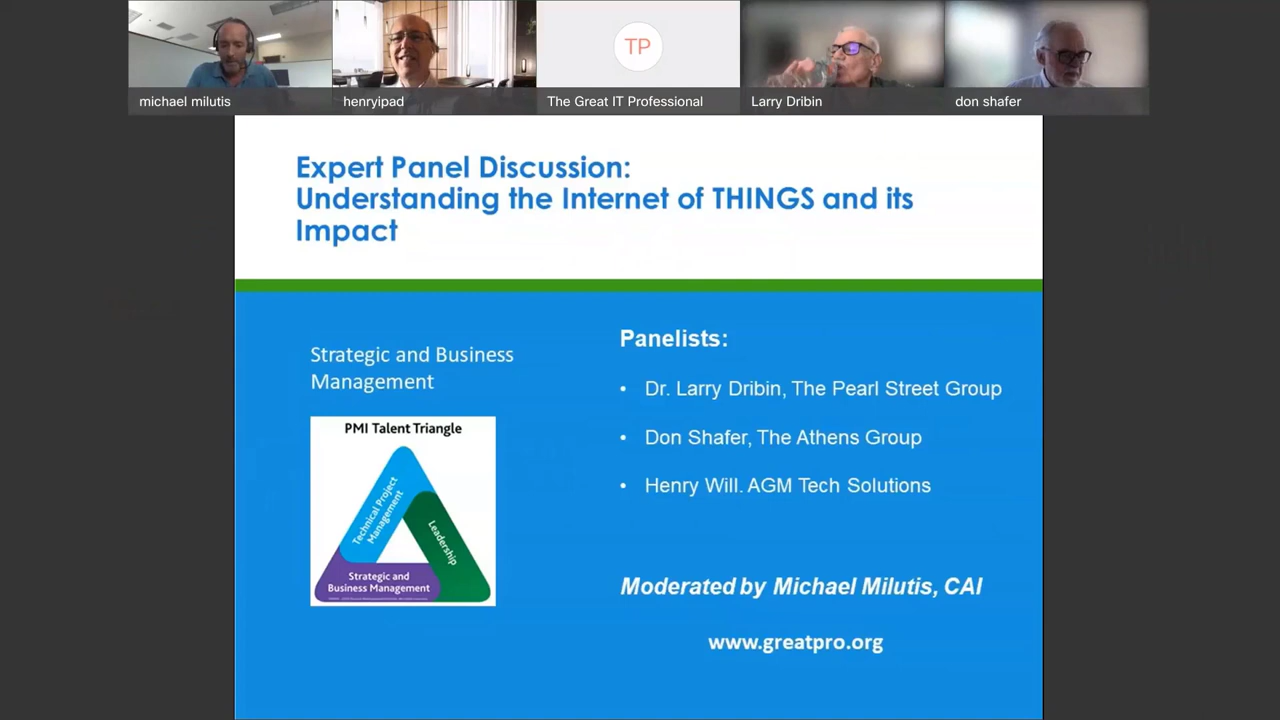 michael milutis
henryipad
TP
The Great IT Professional
Larry Dribin
don shafer
Expert Panel Discussion:
Understanding the Internet of THINGS and its
Impact
Strategic and Business
Management
PMI Talent Triangle
Technical Project
Management
Leadership
Strategic and
Business Management
Panelists:
• Dr. Larry Dribin, The Pearl Street Group
• Don Shafer, The Athens Group
• Henry Will. AGM Tech Solutions
Moderated by Michael Milutis, CAI
www.greatpro.org